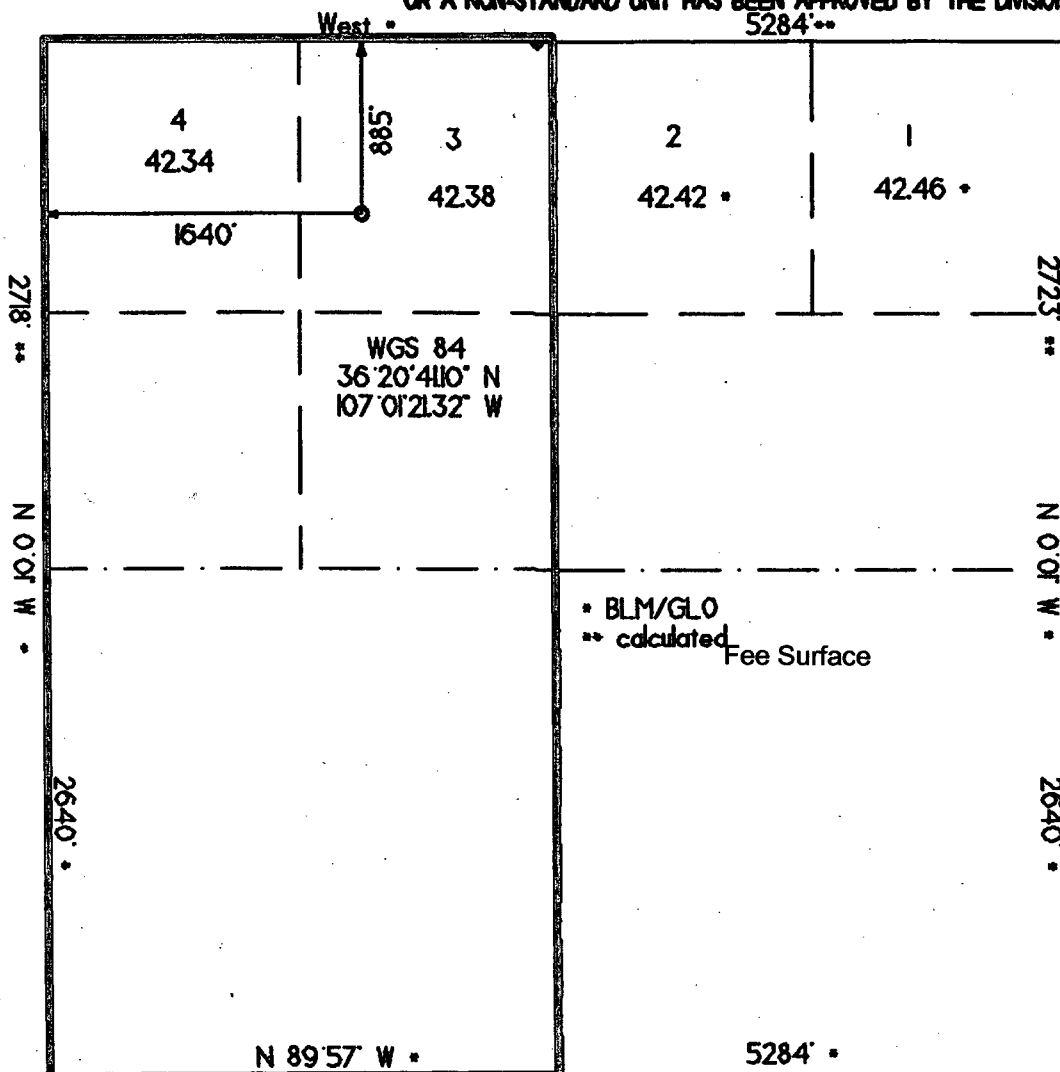 OR A NON-STANDARD UNIT HAS BEEN APPROVED BY THE DIVISION
West *
5284'**
4
42.34
885'
3
42.38
2
42.42 *
1
42.46 *
1640'
2718' **
2723' **
WGS 84
36°20'41.10" N
107°01'21.32" W
N 0°01' W *
N 0°01' W *
* BLM/GLO
** calculated
Fee Surface
2640' *
2640' *
N 89°57' W *
5284' *